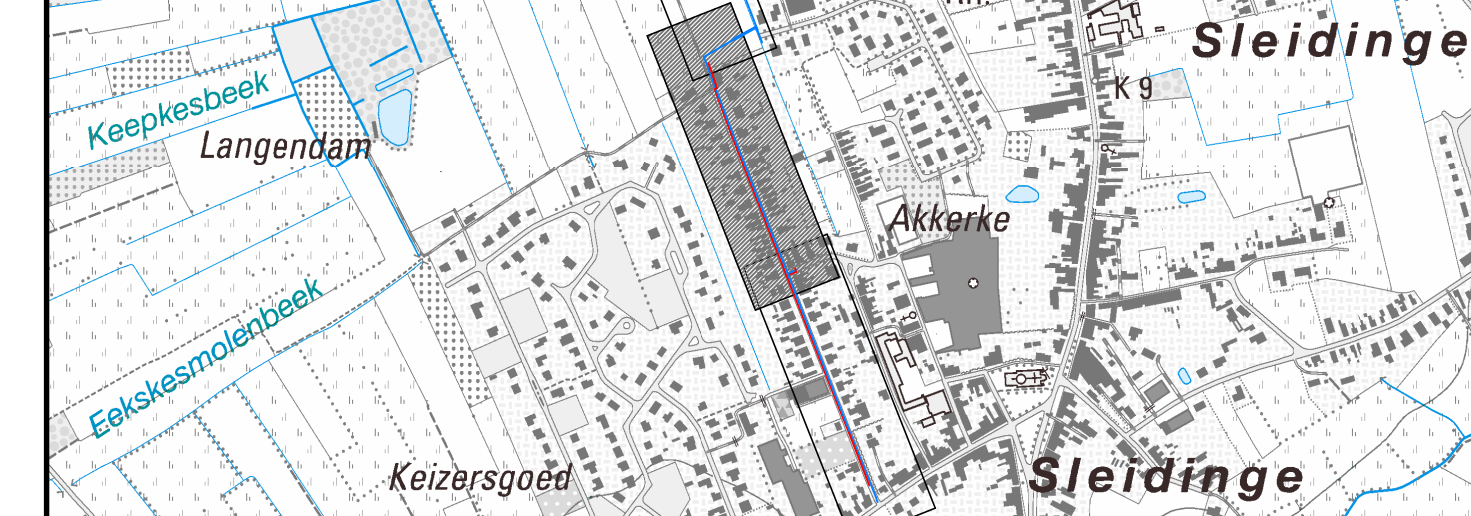 Sleidinge
K 9
Keepkesbeek
Langendam
Akkerke
Eekskesmolenbeek
Keizersgoed
Sleidinge